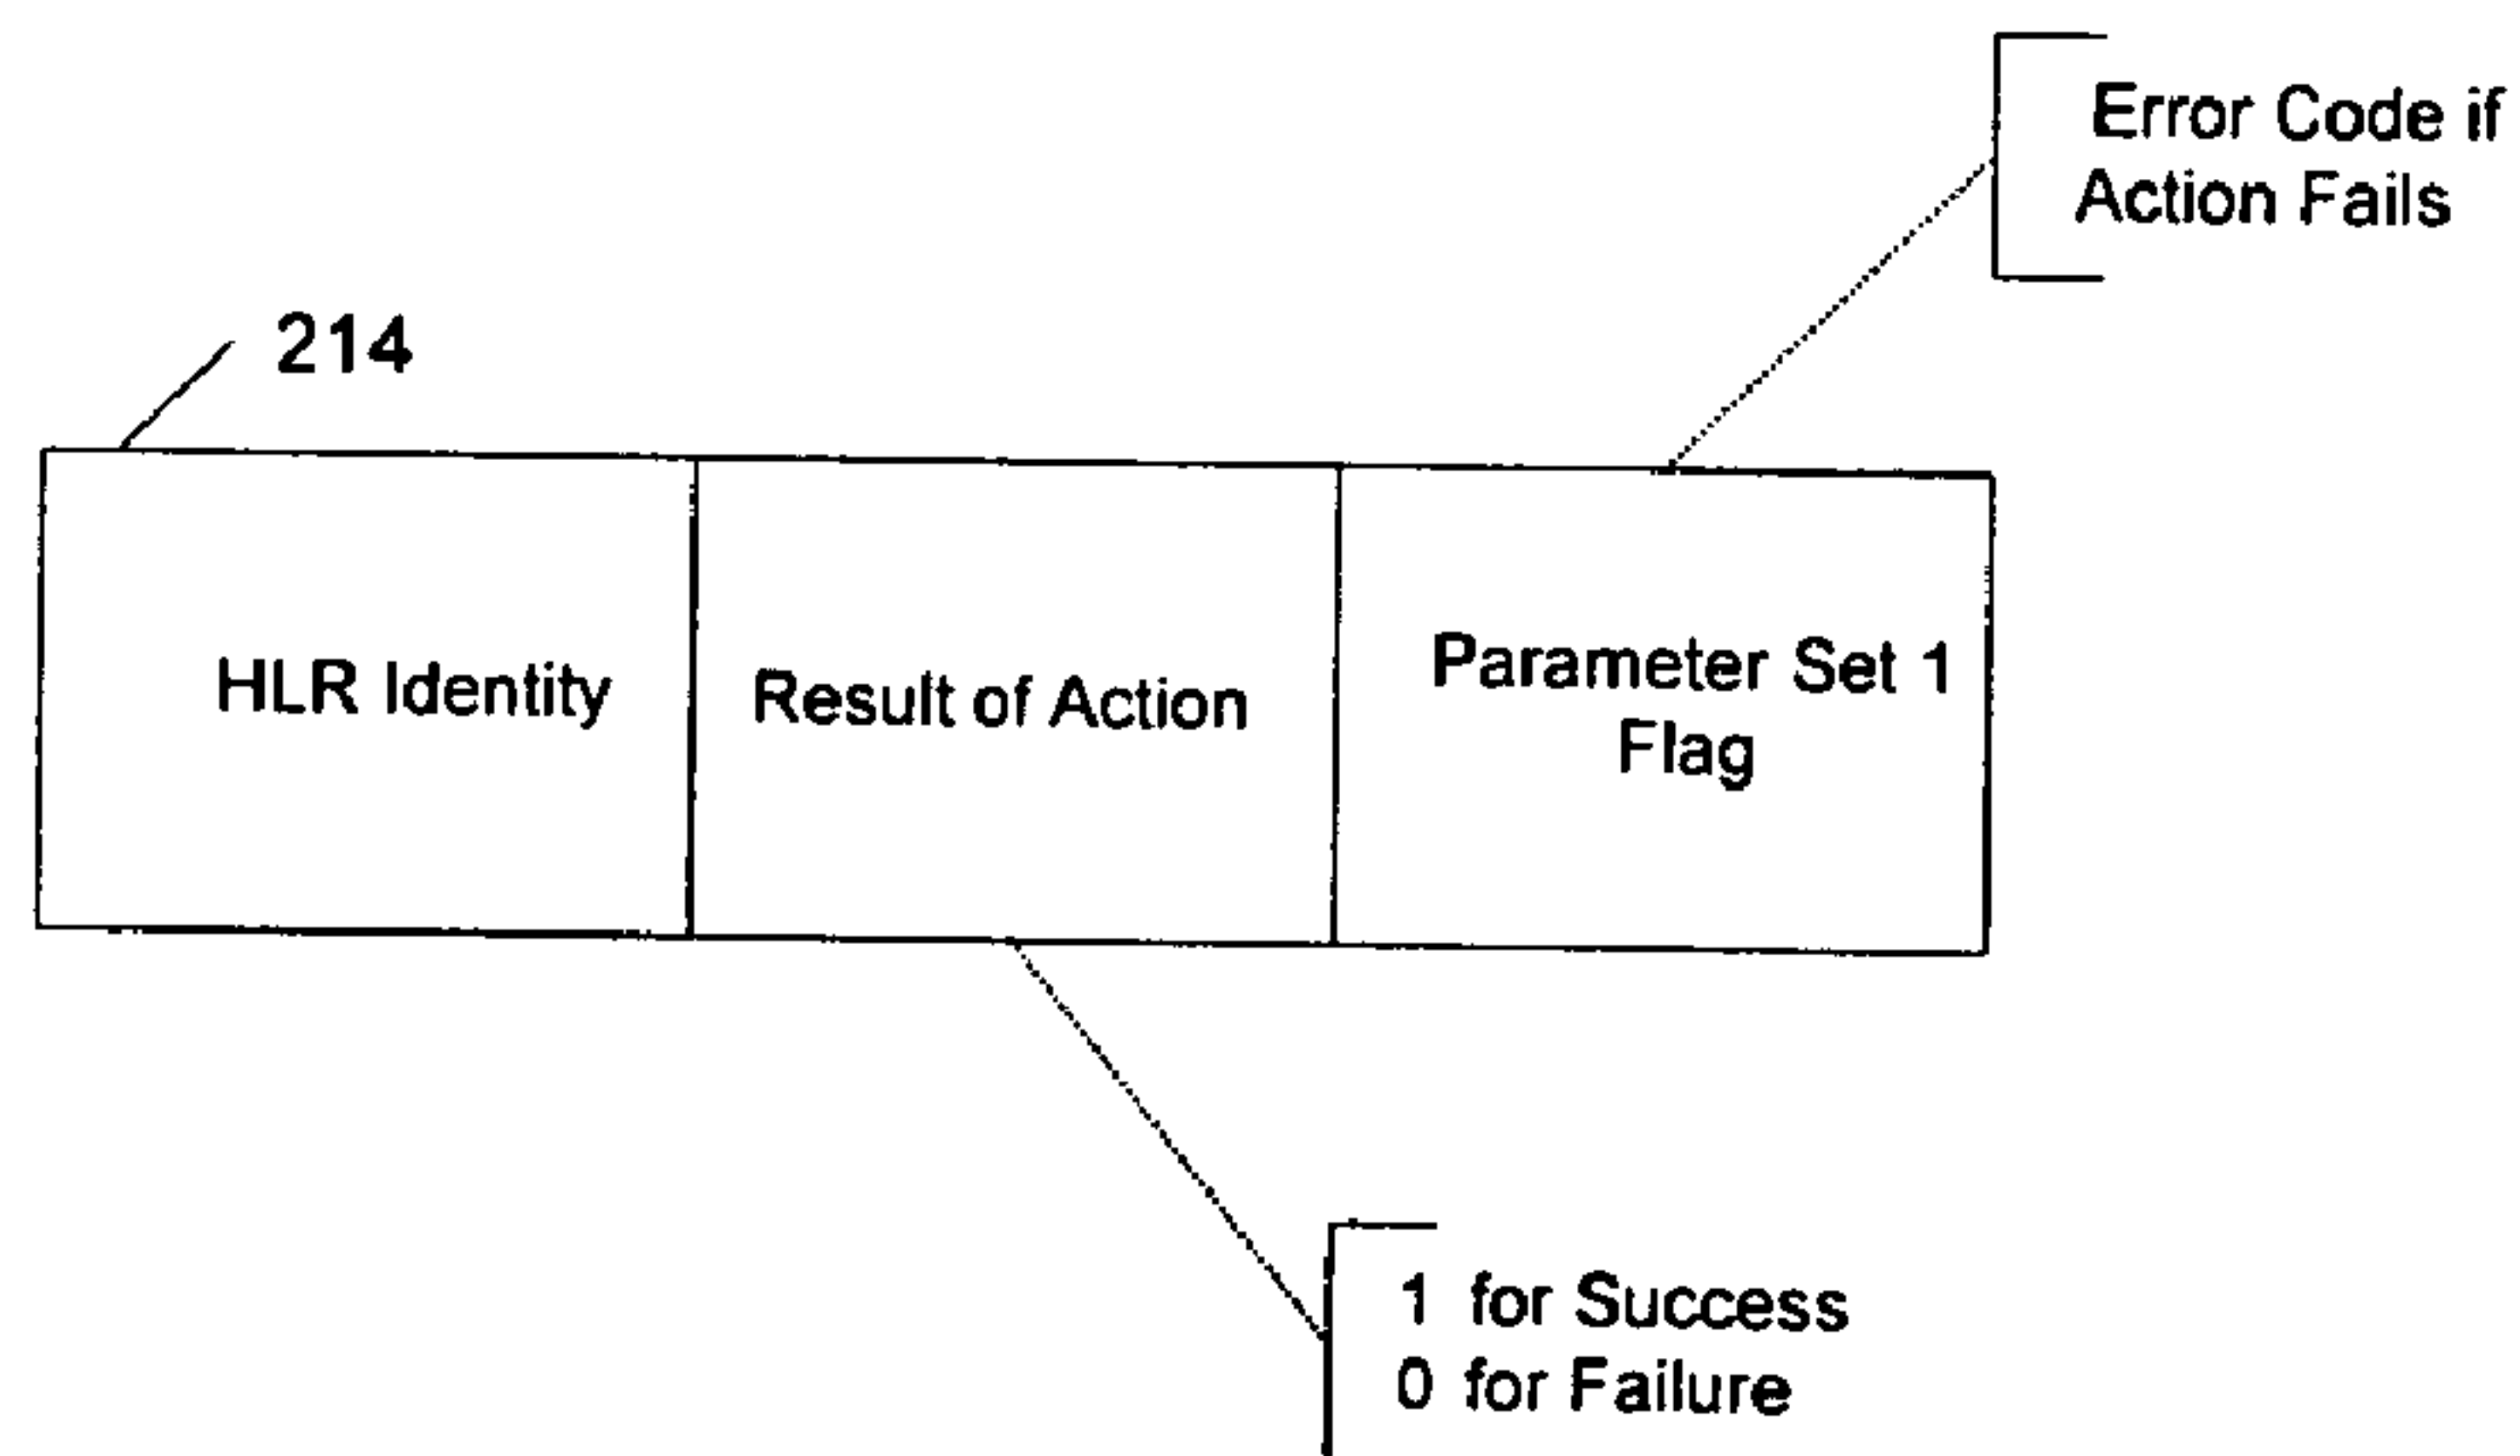 Error Code if
Action Fails
214
HLR Identity
Result of Action
Parameter Set 1
Flag
1 for Success
0 for Failure